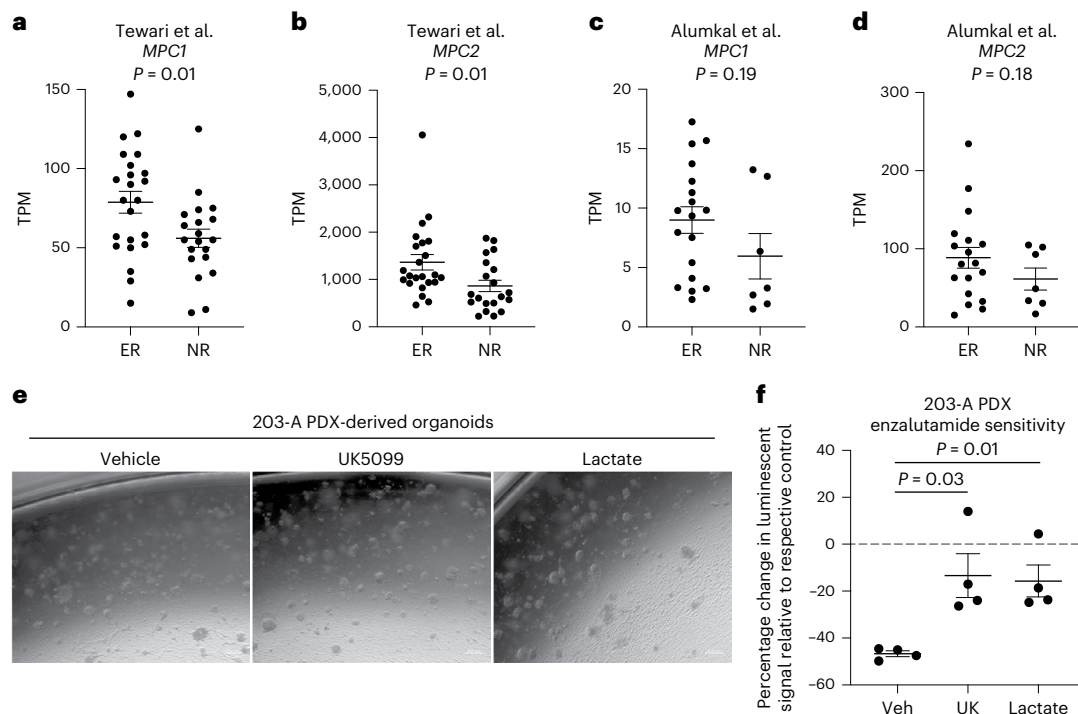 a
Tewari et al.
MPC1
P = 0.01
TPM
150
100
50
0
ER
NR
b
Tewari et al.
MPC2
P = 0.01
TPM
5,000
4,000
3,000
2,000
1,000
0
ER
NR
c
Alumkal et al.
MPC1
P = 0.19
TPM
20
15
10
5
0
ER
NR
d
Alumkal et al.
MPC2
P = 0.18
TPM
300
200
100
0
ER
NR
e
203-A PDX-derived organoids
Vehicle
UK5099
Lactate
f
203-A PDX
enzalutamide sensitivity
P = 0.01
P = 0.03
Percentage change in luminescent
signal relative to respective control
40
20
0
−20
−40
−60
Veh
UK
Lactate